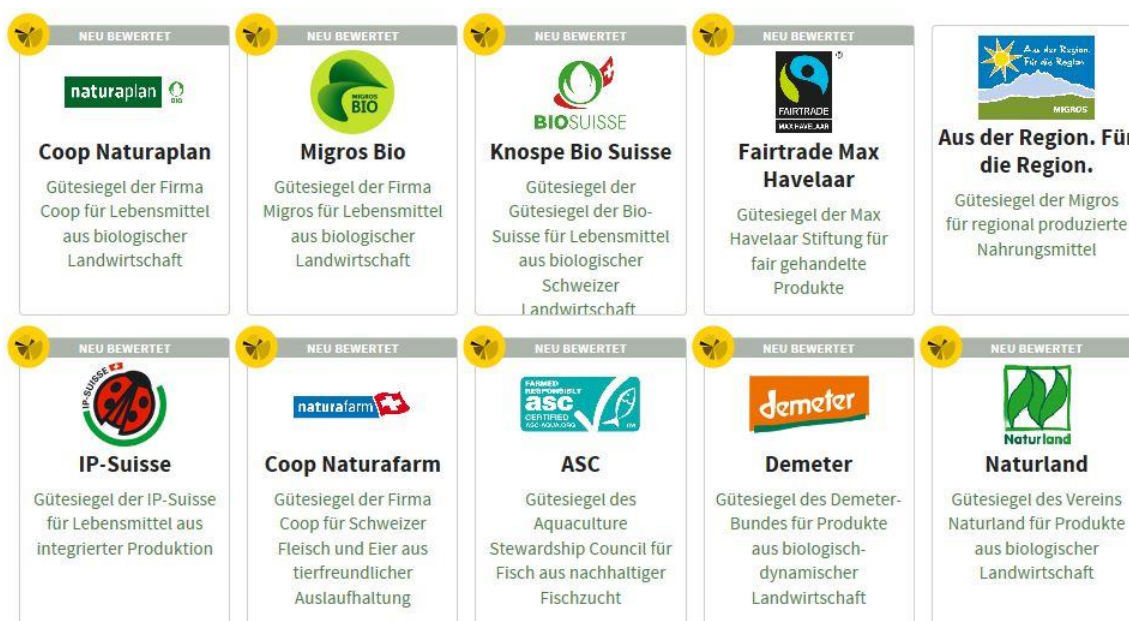 NEU BEWERTET
naturaplan
BIO
Coop Naturaplan
Gütesiegel der Firma
Coop für Lebensmittel
aus biologischer
Landwirtschaft
NEU BEWERTET
MIGROS
BIO
Migros Bio
Gütesiegel der Firma
Migros für Lebensmittel
aus biologischer
Landwirtschaft
NEU BEWERTET
BIOSUISSE
Knospe Bio Suisse
Gütesiegel der
Gütesiegel der Bio-
Suisse für Lebensmittel
aus biologischer
Schweizer
Landwirtschaft
NEU BEWERTET
®
FAIRTRADE
MAX HAVELAAR
Fairtrade Max
Havelaar
Gütesiegel der Max
Havelaar Stiftung für
fair gehandelte
Produkte
Aus der Region.
Für die Region
MIGROS
Aus der Region. Für
die Region.
Gütesiegel der Migros
für regional produzierte
Nahrungsmittel
NEU BEWERTET
IP-SUISSE
IP-Suisse
Gütesiegel der IP-Suisse
für Lebensmittel aus
integrierter Produktion
NEU BEWERTET
naturafarm
Coop Naturafarm
Gütesiegel der Firma
Coop für Schweizer
Fleisch und Eier aus
tierfreundlicher
Auslaufhaltung
NEU BEWERTET
FARMED
RESPONSIBLY
asc
CERTIFIED
ASC-AQUA.ORG
TM
ASC
Gütesiegel des
Aquaculture
Stewardship Council für
Fisch aus nachhaltiger
Fischzucht
NEU BEWERTET
demeter
Demeter
Gütesiegel des Demeter-
Bundes für Produkte
aus biologisch-
dynamischer
Landwirtschaft
NEU BEWERTET
Naturland
Naturland
Gütesiegel des Vereins
Naturland für Produkte
aus biologischer
Landwirtschaft